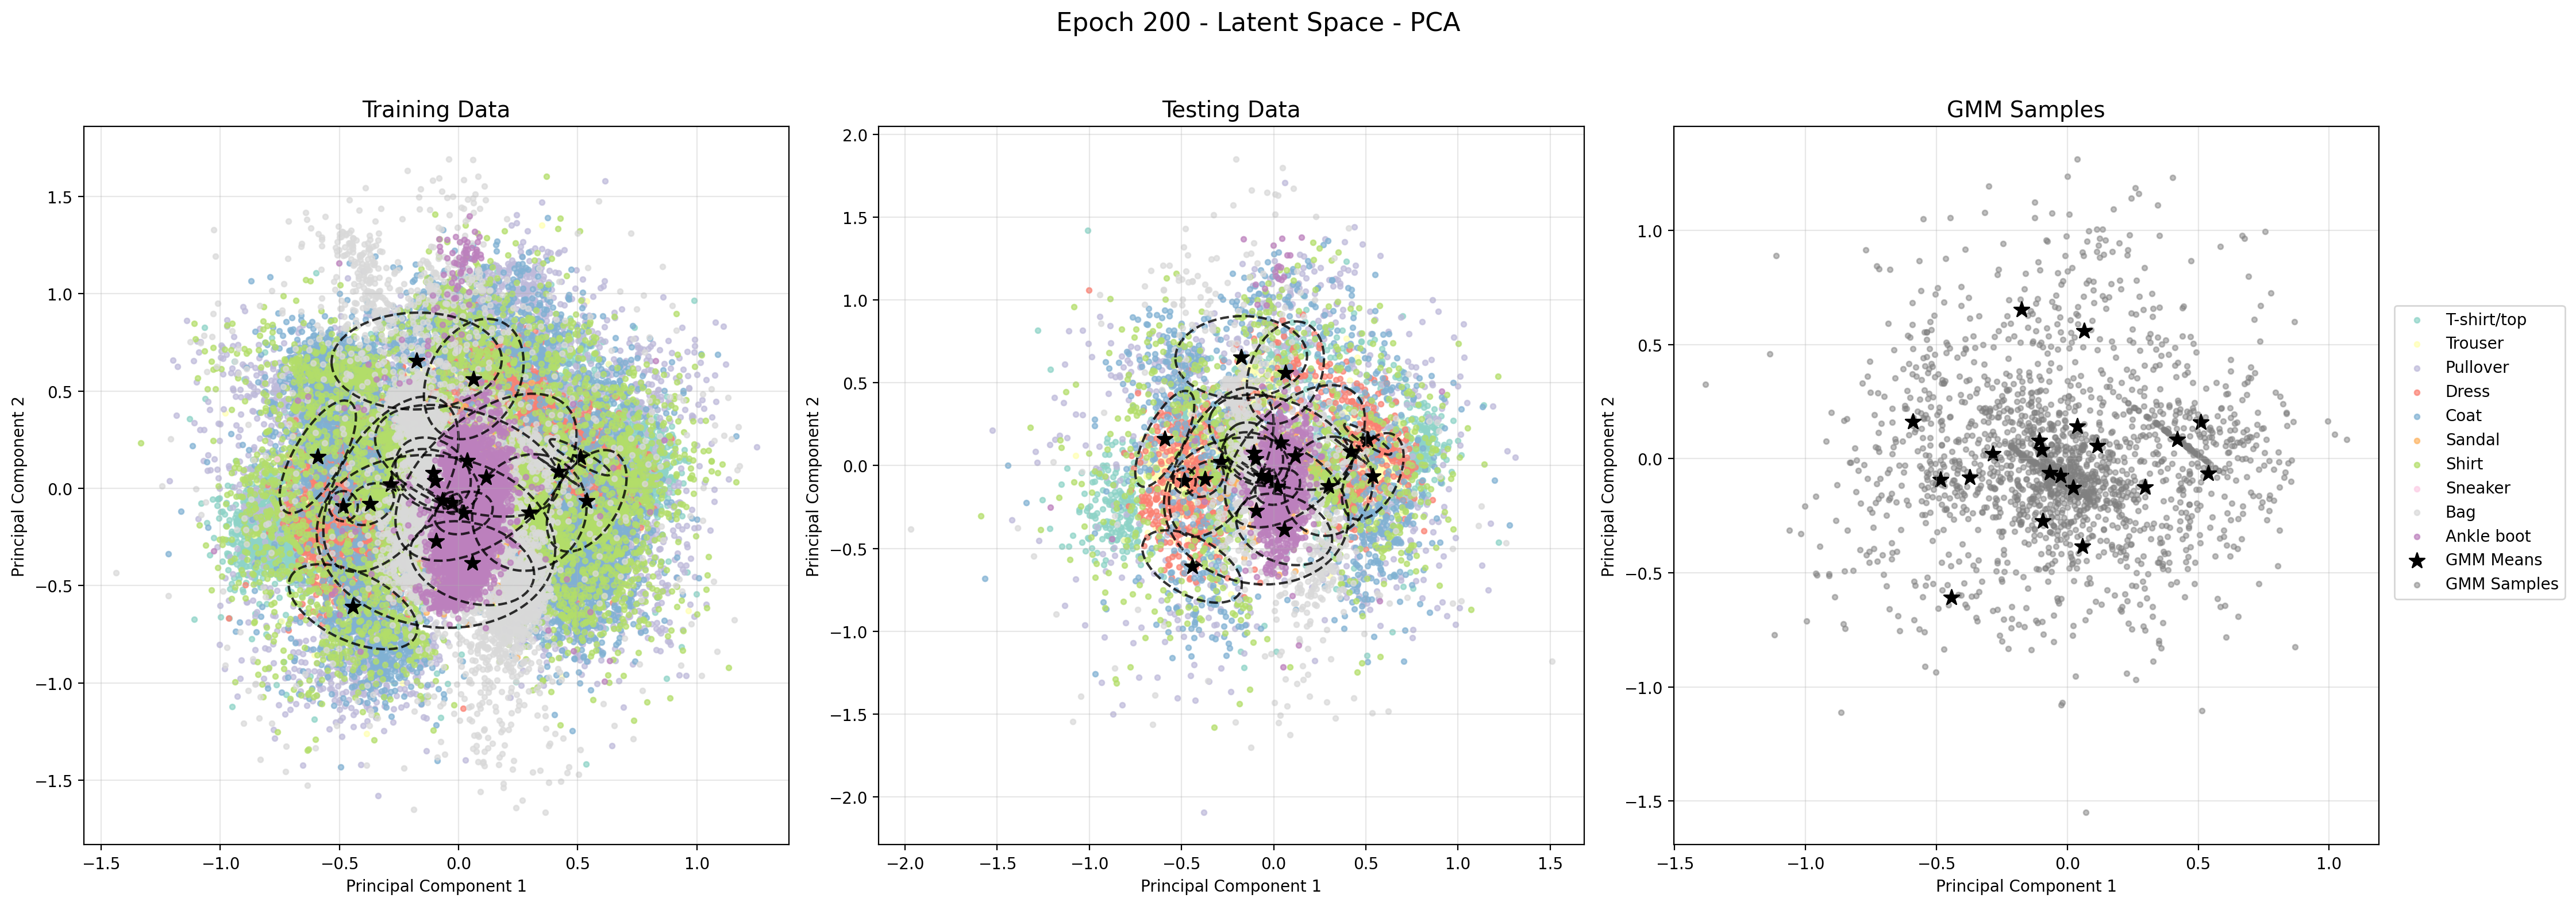 Epoch 200 - Latent Space - PCA
Training Data
Principal Component 2
1.5
1.0
0.5
0.0
−0.5
−1.0
−1.5
−1.5
−1.0
−0.5
0.0
0.5
1.0
Principal Component 1
Testing Data
Principal Component 2
2.0
1.5
1.0
0.5
0.0
−0.5
−1.0
−1.5
−2.0
−2.0
−1.5
−1.0
−0.5
0.0
0.5
1.0
1.5
Principal Component 1
GMM Samples
Principal Component 2
1.0
0.5
0.0
−0.5
−1.0
−1.5
−1.5
−1.0
−0.5
0.0
0.5
1.0
Principal Component 1
T-shirt/top
Trouser
Pullover
Dress
Coat
Sandal
Shirt
Sneaker
Bag
Ankle boot
GMM Means
GMM Samples